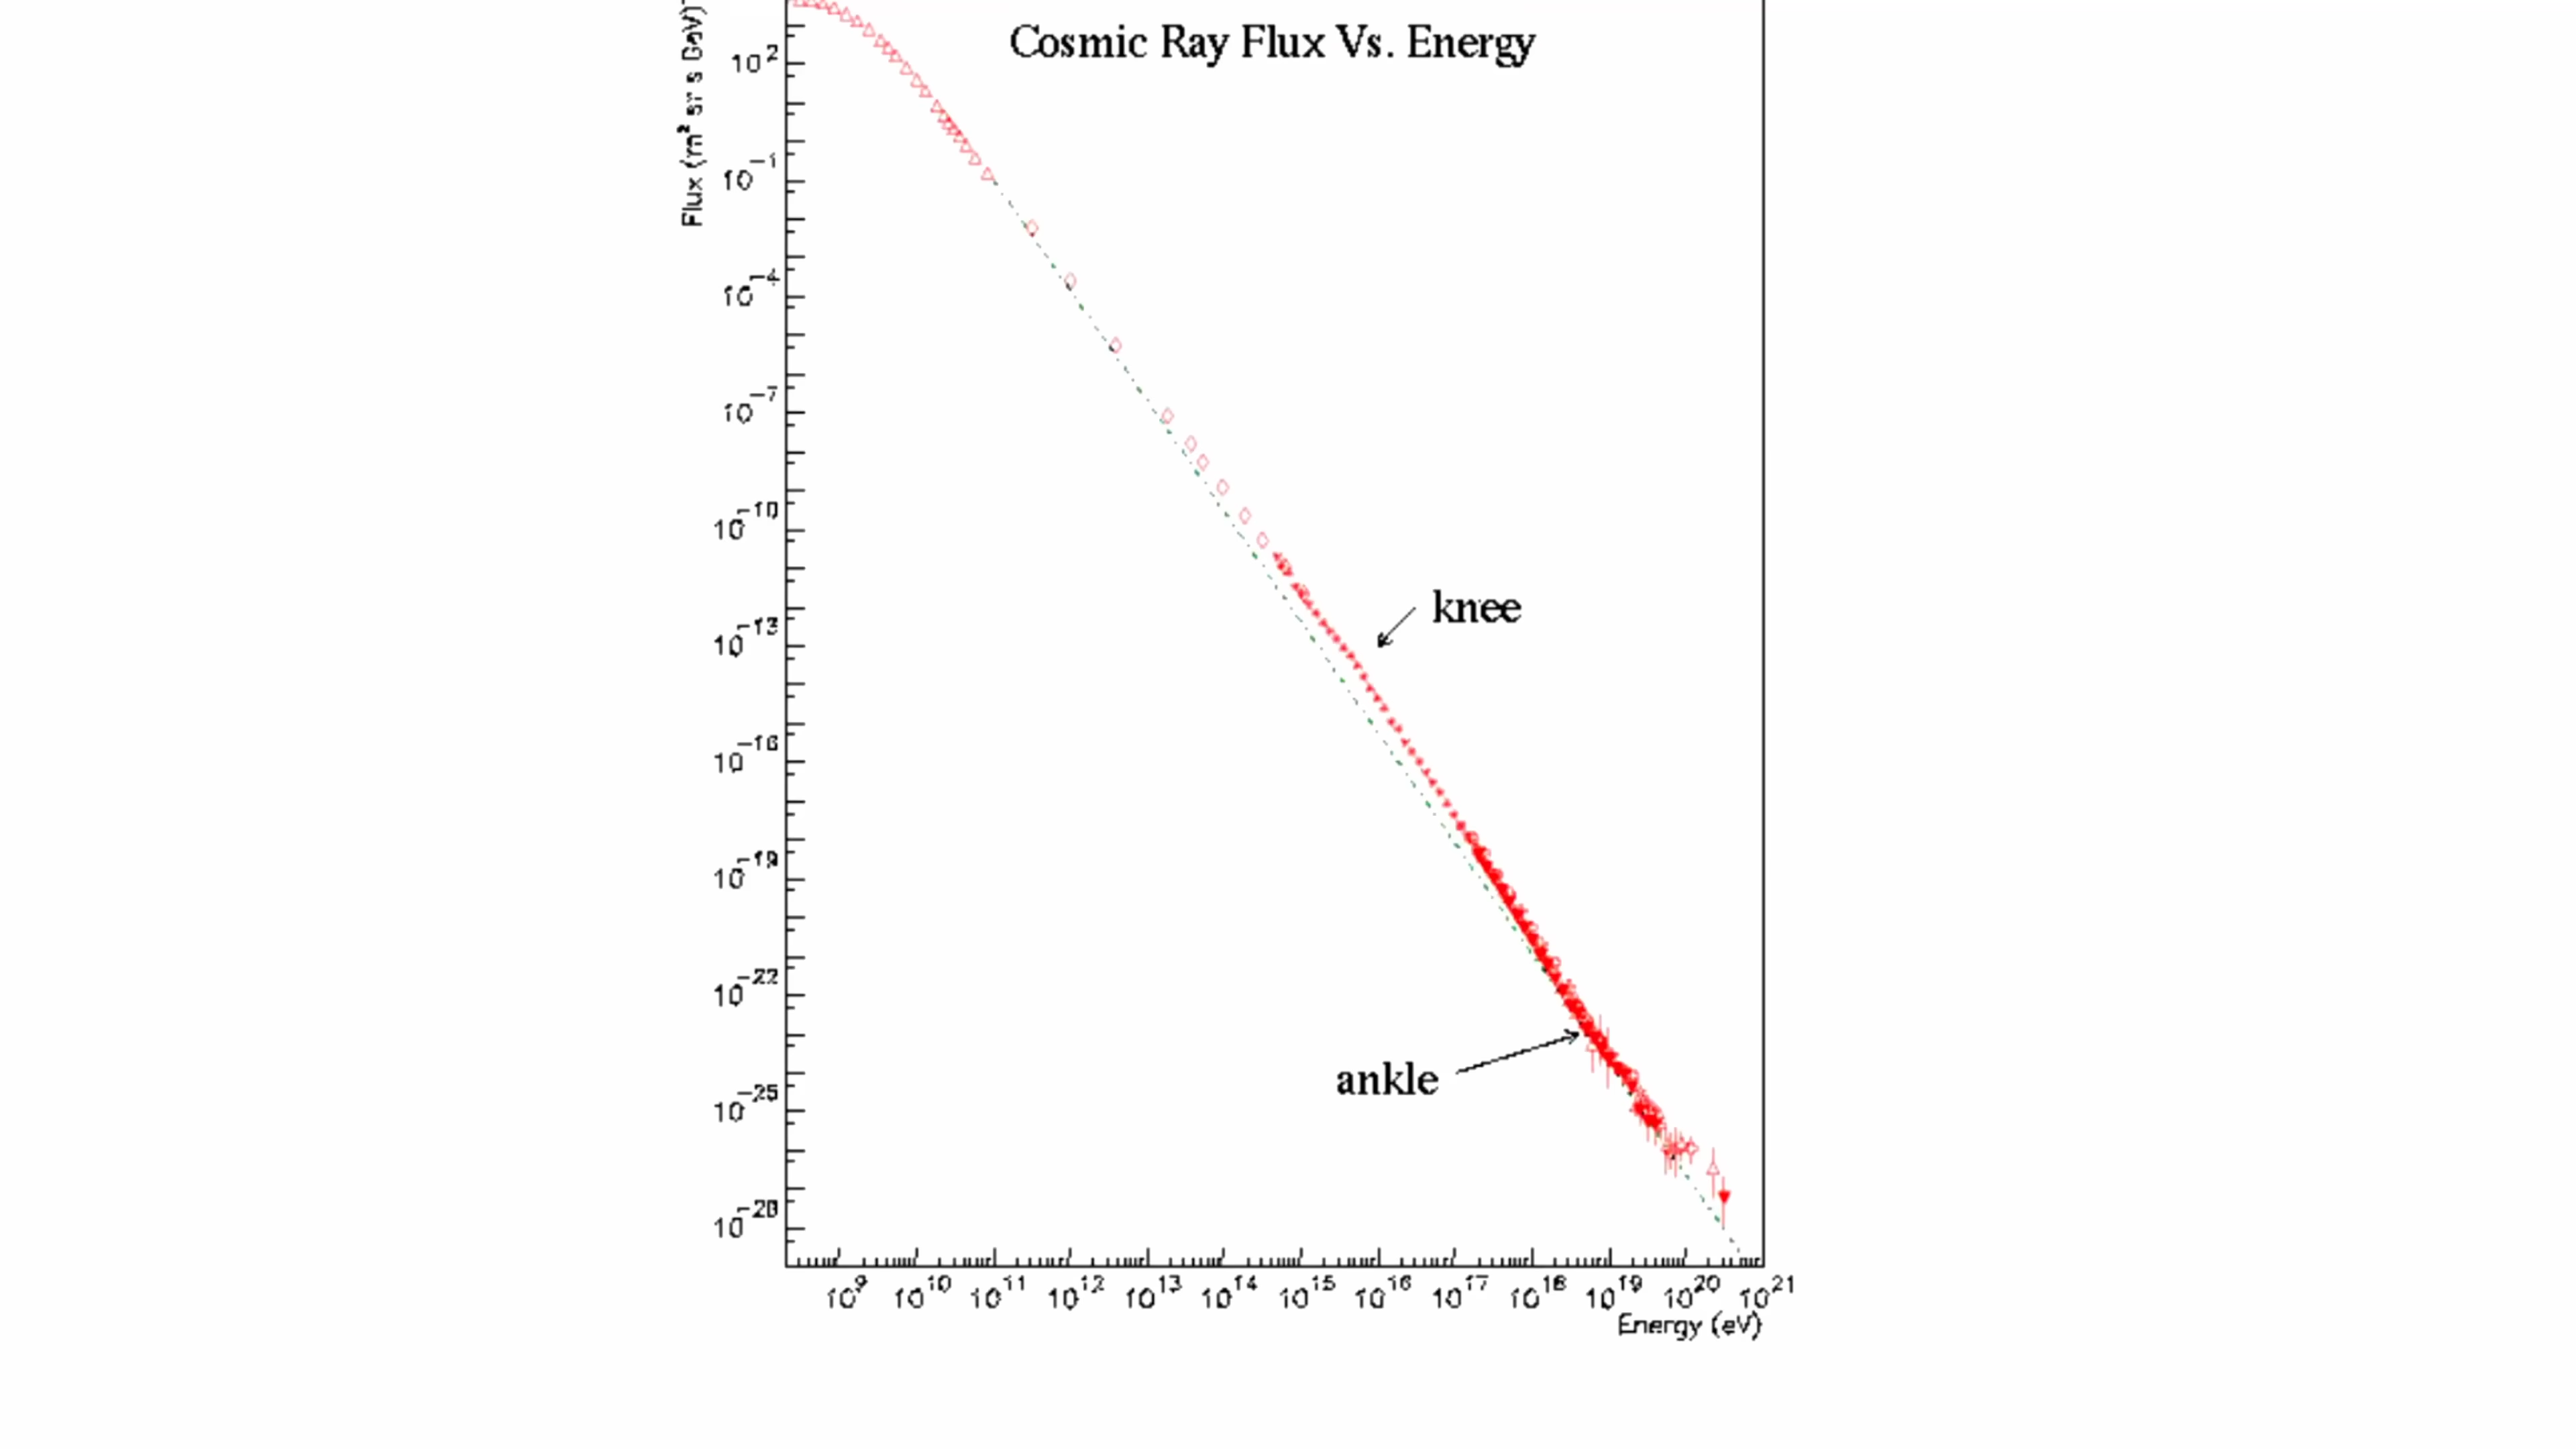 Cosmic Ray Flux Vs. Energy
Flux (m² sr s GeV)
10²
10⁻¹
10⁻⁴
10⁻⁷
10⁻¹⁰
10⁻¹³
10⁻¹⁶
10⁻¹⁹
10⁻²²
10⁻²⁵
10⁻²⁸
knee
ankle
10⁹ 10¹⁰ 10¹¹ 10¹² 10¹³ 10¹⁴ 10¹⁵ 10¹⁶ 10¹⁷ 10¹⁸ 10¹⁹ 10²⁰ 10²¹
Energy (eV)